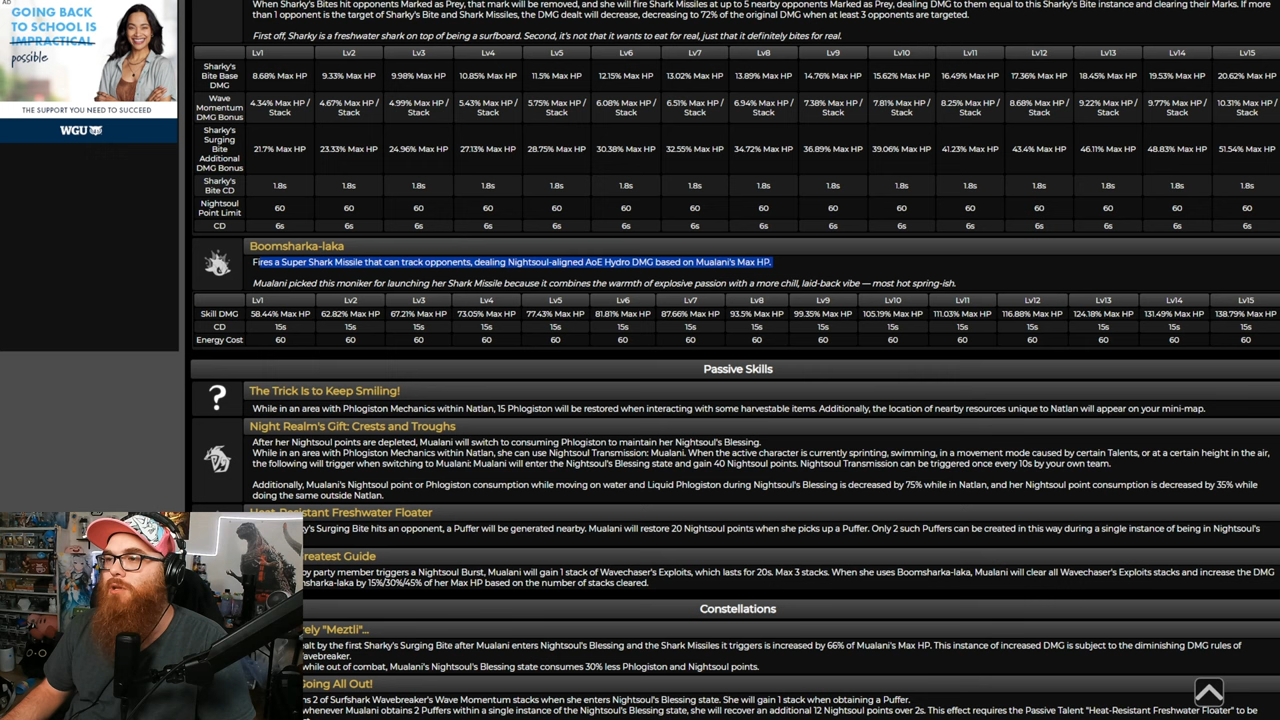 AD
GOING BACK
TO SCHOOL IS
IMPRACTICAL
possible
THE SUPPORT YOU NEED TO SUCCEED
WGU
When Sharky's Bites hit opponents Marked as Prey, that mark will be removed, and she will fire Shark Missiles at up to 5 nearby opponents Marked as Prey, dealing DMG to them equal to this Sharky's Bite instance and clearing their Marks. If more
than 1 opponent is the target of Sharky's Bite and Shark Missiles, the DMG dealt will decrease, decreasing to 72% of the original DMG when at least 3 opponents are targeted.
First off, Sharky is a freshwater shark on top of being a surfboard. Second, it's not that it wants to eat for real, just that it definitely bites for real.
Lv1 Lv2 Lv3 Lv4 Lv5 Lv6 Lv7 Lv8 Lv9 Lv10 Lv11 Lv12 Lv13 Lv14 Lv15
Sharky's Bite Base DMG 8.68% Max HP 9.33% Max HP 9.98% Max HP 10.85% Max HP 11.5% Max HP 12.15% Max HP 13.02% Max HP 13.89% Max HP 14.76% Max HP 15.62% Max HP 16.49% Max HP 17.36% Max HP 18.45% Max HP 19.53% Max HP 20.62% Max HP
Wave Momentum DMG Bonus 4.34% Max HP / Stack 4.67% Max HP / Stack 4.99% Max HP / Stack 5.43% Max HP / Stack 5.75% Max HP / Stack 6.08% Max HP / Stack 6.51% Max HP / Stack 6.94% Max HP / Stack 7.38% Max HP / Stack 7.81% Max HP / Stack 8.25% Max HP / Stack 8.68% Max HP / Stack 9.22% Max HP / Stack 9.77% Max HP / Stack 10.31% Max HP / Stack
Sharky's Surging Bite Additional DMG Bonus 21.7% Max HP 23.33% Max HP 24.96% Max HP 27.13% Max HP 28.75% Max HP 30.38% Max HP 32.55% Max HP 34.72% Max HP 36.89% Max HP 39.06% Max HP 41.23% Max HP 43.4% Max HP 46.11% Max HP 48.83% Max HP 51.54% Max HP
Sharky's Bite CD 1.8s 1.8s 1.8s 1.8s 1.8s 1.8s 1.8s 1.8s 1.8s 1.8s 1.8s 1.8s 1.8s 1.8s 1.8s
Nightsoul Point Limit 60 60 60 60 60 60 60 60 60 60 60 60 60 60 60
CD 6s 6s 6s 6s 6s 6s 6s 6s 6s 6s 6s 6s 6s 6s 6s
Boomsharka-laka
Fires a Super Shark Missile that can track opponents, dealing Nightsoul-aligned AoE Hydro DMG based on Mualani's Max HP.
Mualani picked this moniker for launching her Shark Missile because it combines the warmth of explosive passion with a more chill, laid-back vibe — most hot spring-ish.
Lv1 Lv2 Lv3 Lv4 Lv5 Lv6 Lv7 Lv8 Lv9 Lv10 Lv11 Lv12 Lv13 Lv14 Lv15
Skill DMG 58.44% Max HP 62.82% Max HP 67.21% Max HP 73.05% Max HP 77.43% Max HP 81.81% Max HP 87.66% Max HP 93.5% Max HP 99.35% Max HP 105.19% Max HP 111.03% Max HP 116.88% Max HP 124.18% Max HP 131.49% Max HP 138.79% Max HP
CD 15s 15s 15s 15s 15s 15s 15s 15s 15s 15s 15s 15s 15s 15s 15s
Energy Cost 60 60 60 60 60 60 60 60 60 60 60 60 60 60 60
Passive Skills
The Trick Is to Keep Smiling!
While in an area with Phlogiston Mechanics within Natlan, 15 Phlogiston will be restored when interacting with some harvestable items. Additionally, the location of nearby resources unique to Natlan will appear on your mini-map.
Night Realm's Gift: Crests and Troughs
After her Nightsoul points are depleted, Mualani will switch to consuming Phlogiston to maintain her Nightsoul's Blessing.
While in an area with Phlogiston Mechanics within Natlan, she can use Nightsoul Transmission: Mualani. When the active character is currently sprinting, swimming, in a movement mode caused by certain Talents, or at a certain height in the air,
the following will trigger when switching to Mualani: Mualani will enter the Nightsoul's Blessing state and gain 40 Nightsoul points. Nightsoul Transmission can be triggered once every 10s by your own team.
Additionally, Mualani's Nightsoul point or Phlogiston consumption while moving on water and Liquid Phlogiston during Nightsoul's Blessing is decreased by 75% while in Natlan, and her Nightsoul point consumption is decreased by 35% while
doing the same outside Natlan.
Heat-Resistant Freshwater Floater
's Surging Bite hits an opponent, a Puffer will be generated nearby. Mualani will restore 20 Nightsoul points when she picks up a Puffer. Only 2 such Puffers can be created in this way during a single instance of being in Nightsoul's
Greatest Guide
by party member triggers a Nightsoul Burst, Mualani will gain 1 stack of Wavechaser's Exploits, which lasts for 20s. Max 3 stacks. When she uses Boomsharka-laka, Mualani will clear all Wavechaser's Exploits stacks and increase the DMG
sharka-laka by 15%/30%/45% of her Max HP based on the number of stacks cleared.
Constellations
rely "Meztli"...
alt by the first Sharky's Surging Bite after Mualani enters Nightsoul's Blessing and the Shark Missiles it triggers is increased by 66% of Mualani's Max HP. This instance of increased DMG is subject to the diminishing DMG rules of
avebreaker.
while out of combat, Mualani's Nightsoul's Blessing state consumes 30% less Phlogiston and Nightsoul points.
Going All Out!
ns 2 of Surfshark Wavebreaker's Wave Momentum stacks when she enters Nightsoul's Blessing state. She will gain 1 stack when obtaining a Puffer.
whenever Mualani obtains 2 Puffers within a single instance of the Nightsoul's Blessing state, she will recover an additional 12 Nightsoul points over 2s. This effect requires the Passive Talent "Heat-Resistant Freshwater Floater" to be